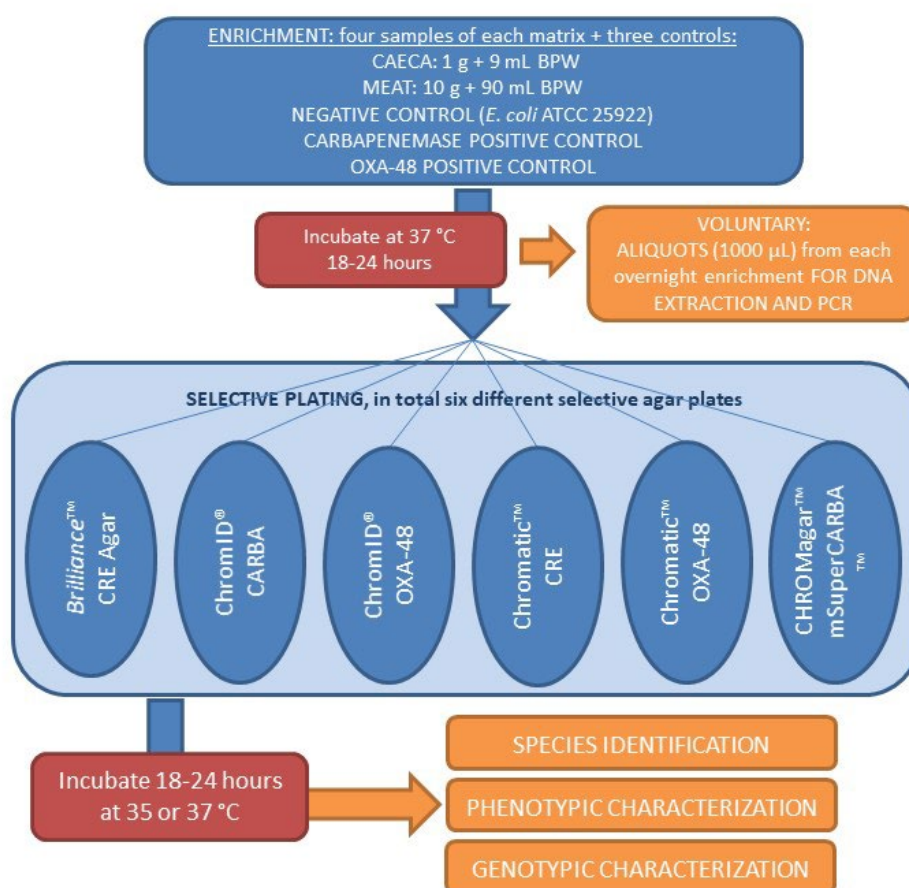 ENRICHMENT: four samples of each matrix + three controls:
CAECA: 1 g + 9 mL BPW
MEAT: 10 g + 90 mL BPW
NEGATIVE CONTROL (E. coli ATCC 25922)
CARBAPENEMASE POSITIVE CONTROL
OXA-48 POSITIVE CONTROL
Incubate at 37 °C
18-24 hours
VOLUNTARY:
ALIQUOTS (1000 µL) from each
overnight enrichment FOR DNA
EXTRACTION AND PCR
SELECTIVE PLATING, in total six different selective agar plates
Brilliance™
CRE Agar
ChromID®
CARBA
ChromID®
OXA-48
Chromatic™
CRE
Chromatic™
OXA-48
CHROMagar™
mSuperCARBA
™
Incubate 18-24 hours
at 35 or 37 °C
SPECIES IDENTIFICATION
PHENOTYPIC CHARACTERIZATION
GENOTYPIC CHARACTERIZATION